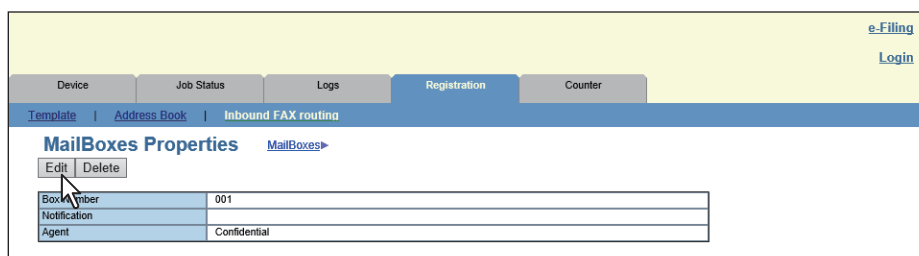 e-Filing
Login
Device Job Status Logs Registration Counter
Template | Address Book | Inbound FAX routing
MailBoxes Properties MailBoxes▶
Edit Delete
Box Number 001
Notification
Agent Confidential